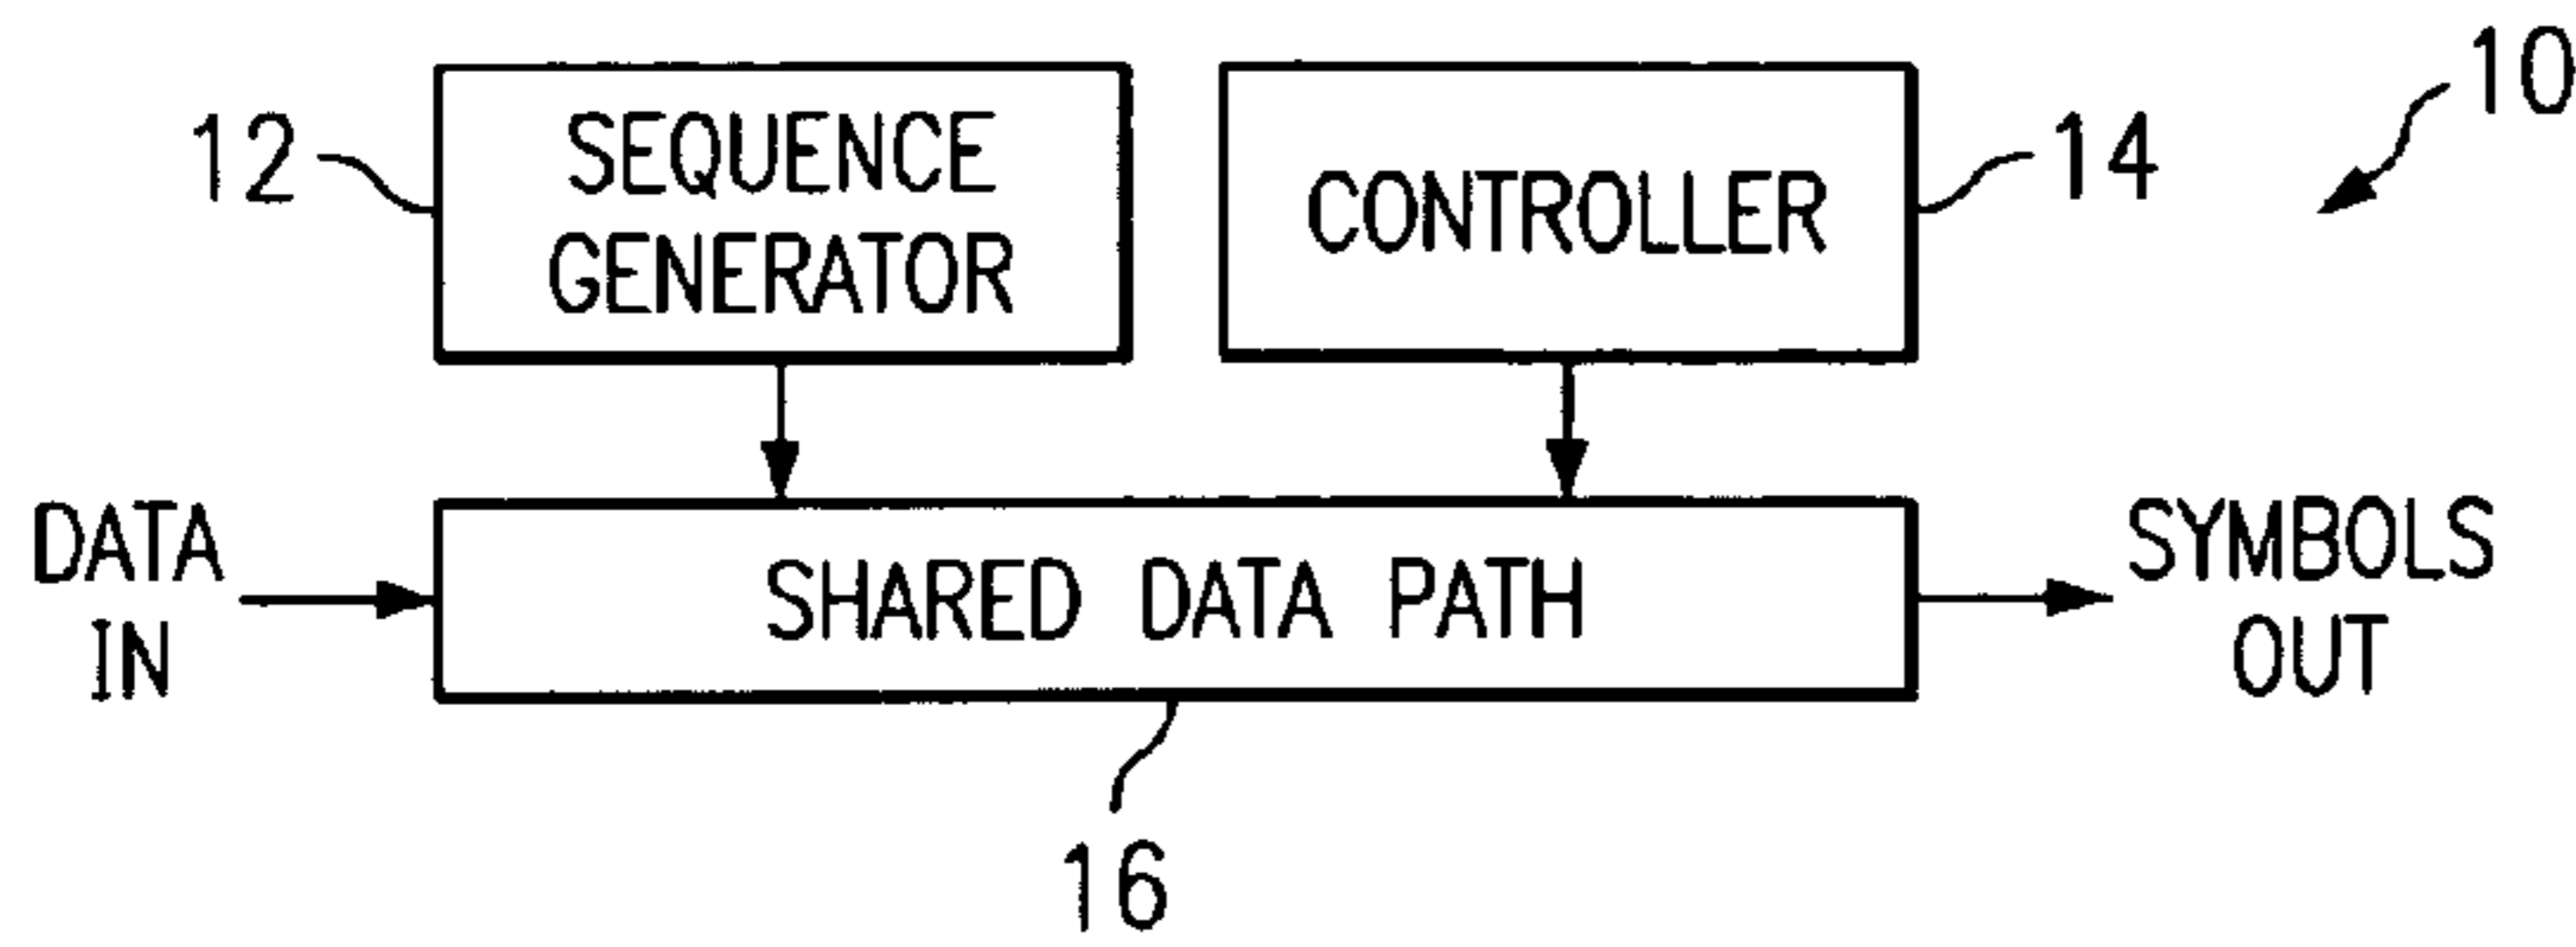 10
12
SEQUENCE
GENERATOR
CONTROLLER
14
DATA
IN
SHARED DATA PATH
SYMBOLS
OUT
16